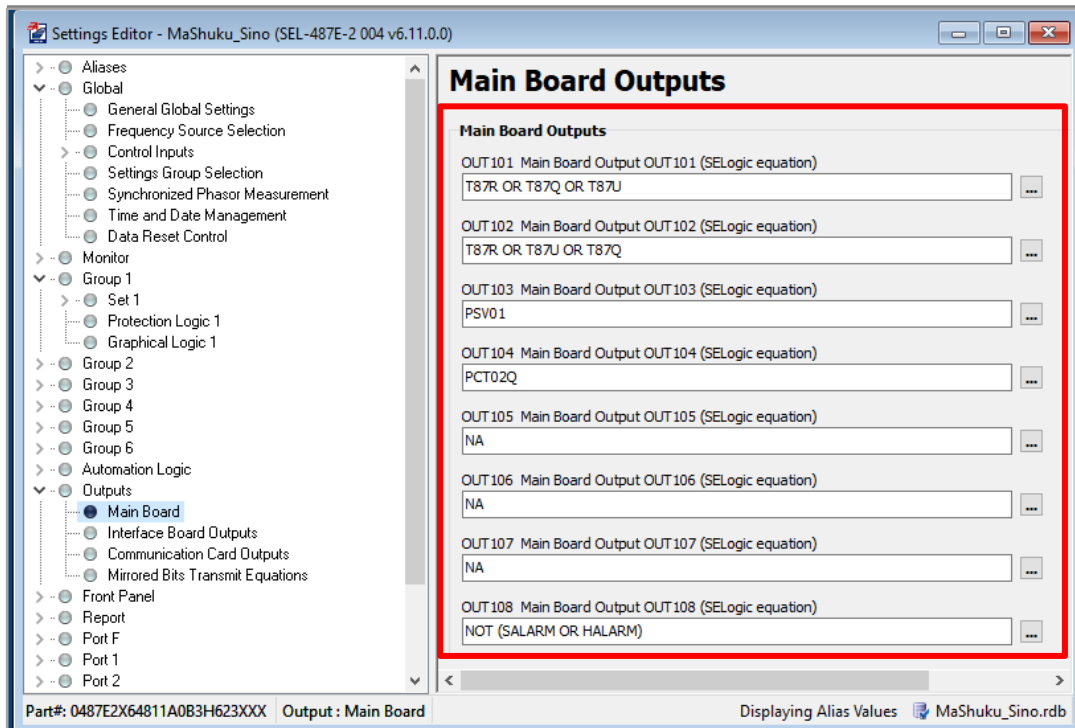 Settings Editor - MaShuku_Sino (SEL-487E-2 004 v6.11.0.0)
Aliases
Global
General Global Settings
Frequency Source Selection
Control Inputs
Settings Group Selection
Synchronized Phasor Measurement
Time and Date Management
Data Reset Control
Monitor
Group 1
Set 1
Protection Logic 1
Graphical Logic 1
Group 2
Group 3
Group 4
Group 5
Group 6
Automation Logic
Outputs
Main Board
Interface Board Outputs
Communication Card Outputs
Mirrored Bits Transmit Equations
Front Panel
Report
Port F
Port 1
Port 2
Main Board Outputs
Main Board Outputs
OUT101 Main Board Output OUT101 (SELogic equation)
T87R OR T87Q OR T87U
...
OUT102 Main Board Output OUT102 (SELogic equation)
T87R OR T87U OR T87Q
...
OUT103 Main Board Output OUT103 (SELogic equation)
PSV01
...
OUT104 Main Board Output OUT104 (SELogic equation)
PCT02Q
...
OUT105 Main Board Output OUT105 (SELogic equation)
NA
...
OUT106 Main Board Output OUT106 (SELogic equation)
NA
...
OUT107 Main Board Output OUT107 (SELogic equation)
NA
...
OUT108 Main Board Output OUT108 (SELogic equation)
NOT (SALARM OR HALARM)
...
Part#: 0487E2X64811A0B3H623XXX Output : Main Board Displaying Alias Values MaShuku_Sino.rdb